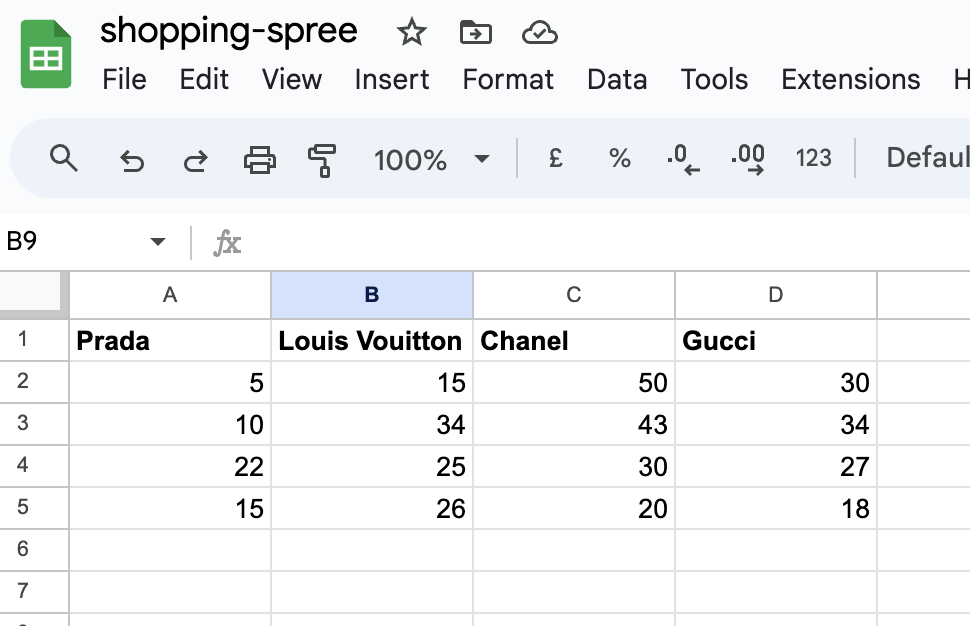 shopping-spree
File Edit View Insert Format Data Tools Extensions H
100% £ % .0 .00 123 Defaul
B9 fx
A B C D
1 Prada Louis Vouitton Chanel Gucci
2 5 15 50 30
3 10 34 43 34
4 22 25 30 27
5 15 26 20 18
6
7